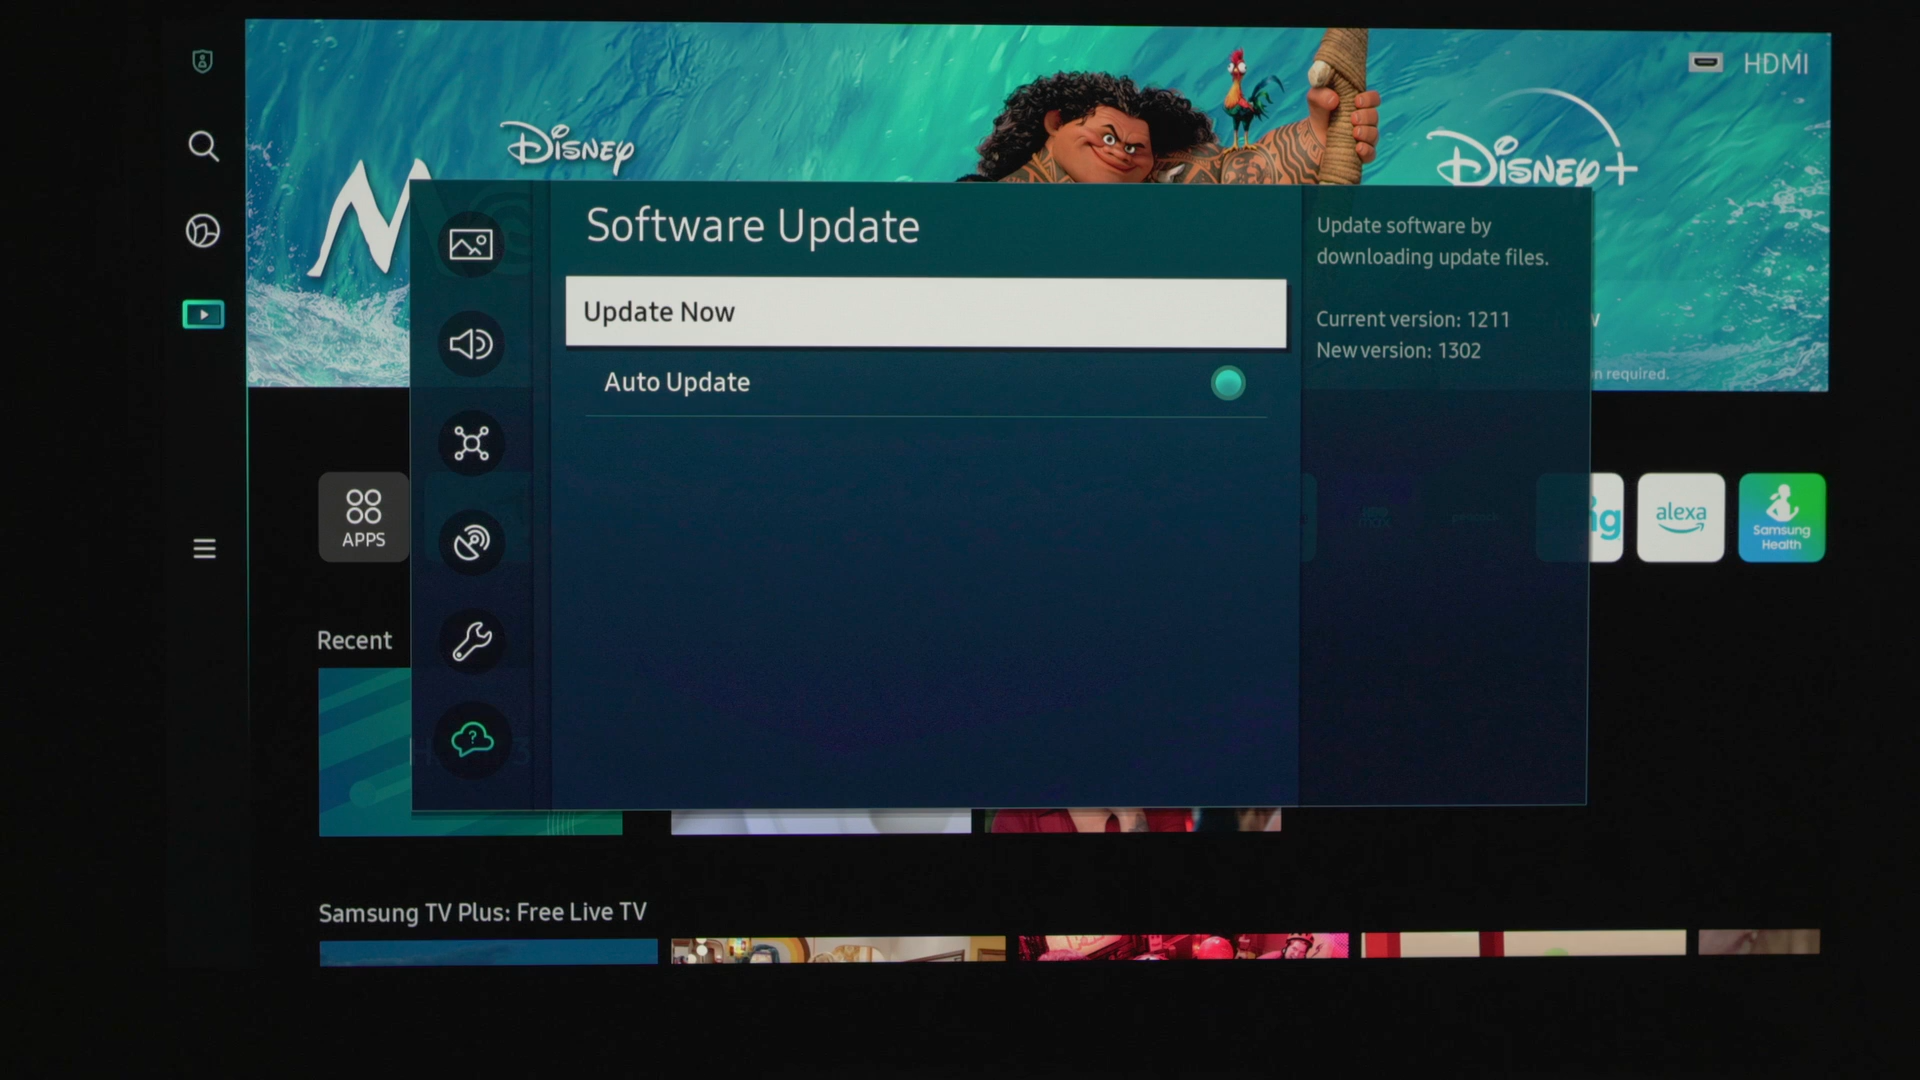 HDMI
Disney
Disney+
Software Update
Update Now
Auto Update
Update software by
downloading update files.
Current version: 1211
New version: 1302
n required.
APPS
alexa
Samsung
Health
Recent
Samsung TV Plus: Free Live TV